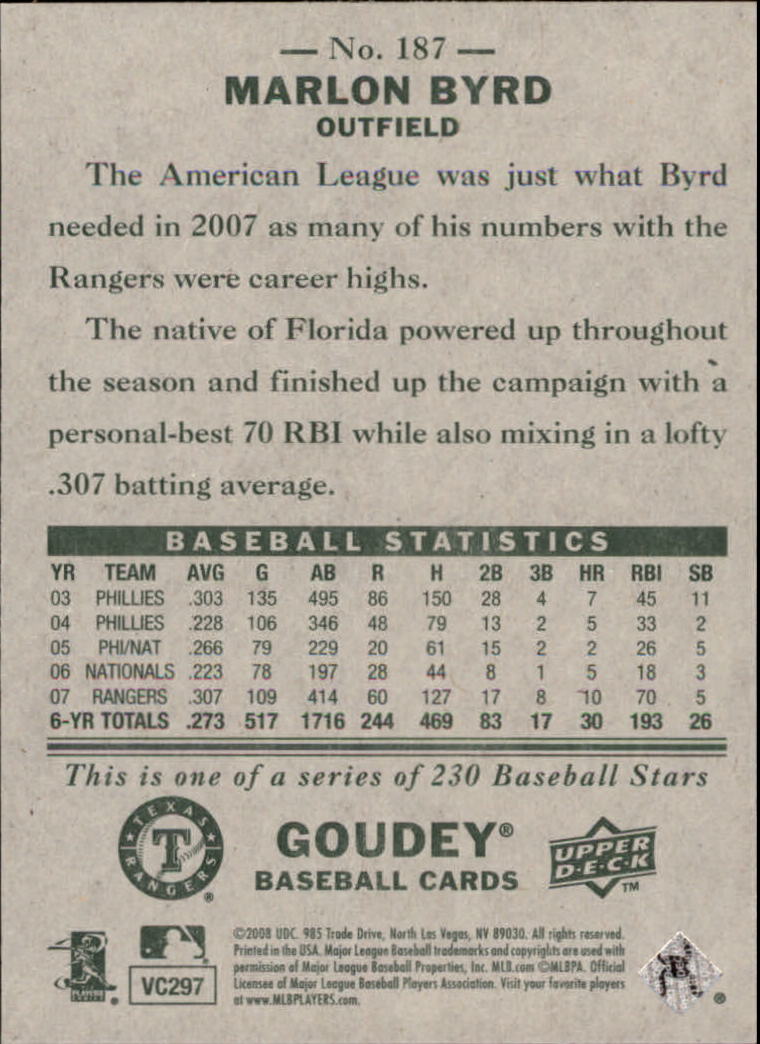 — No. 187 —
MARLON BYRD
OUTFIELD
The American League was just what Byrd
needed in 2007 as many of his numbers with the
Rangers were career highs.
The native of Florida powered up throughout
the season and finished up the campaign with a
personal-best 70 RBI while also mixing in a lofty
.307 batting average.
BASEBALL STATISTICS
YR TEAM AVG G AB R H 2B 3B HR RBI SB
03 PHILLIES .303 135 495 86 150 28 4 7 45 11
04 PHILLIES .228 106 346 48 79 13 2 5 33 2
05 PHI/NAT .266 79 229 20 61 15 2 2 26 5
06 NATIONALS .223 78 197 28 44 8 1 5 18 3
07 RANGERS .307 109 414 60 127 17 8 10 70 5
6-YR TOTALS .273 517 1716 244 469 83 17 30 193 26
This is one of a series of 230 Baseball Stars
TEXAS
T
RANGERS ®
GOUDEY®
BASEBALL CARDS
UPPER
D·E·C·K
™
PLAYERS
CHOICE
®
VC297
©2008 UDC. 985 Trade Drive, North Las Vegas, NV 89030. All rights reserved.
Printed in the USA. Major League Baseball trademarks and copyrights are used with
permission of Major League Baseball Properties, Inc. MLB.com ©MLBPA. Official
Licensee of Major League Baseball Players Association. Visit your favorite players
at www.MLBPLAYERS.com.
®